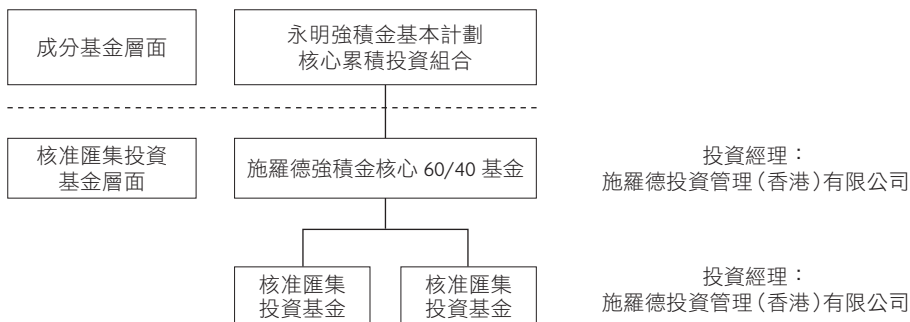 成分基金層面
永明強積金基本計劃
核心累積投資組合
核准匯集投資
基金層面
施羅德強積金核心 60/40 基金
投資經理：
施羅德投資管理（香港）有限公司
核准匯集
投資基金
核准匯集
投資基金
投資經理：
施羅德投資管理（香港）有限公司